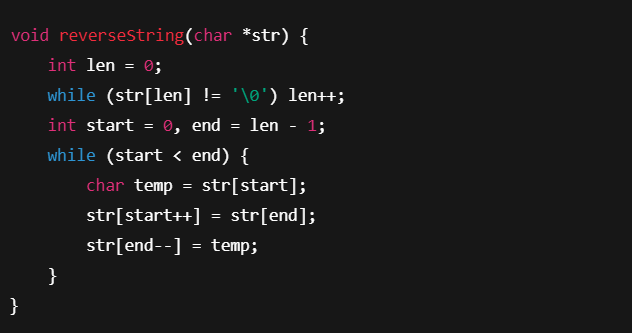 void reverseString(char *str) {
    int len = 0;
    while (str[len] != '\0') len++;
    int start = 0, end = len - 1;
    while (start < end) {
        char temp = str[start];
        str[start++] = str[end];
        str[end--] = temp;
    }
}